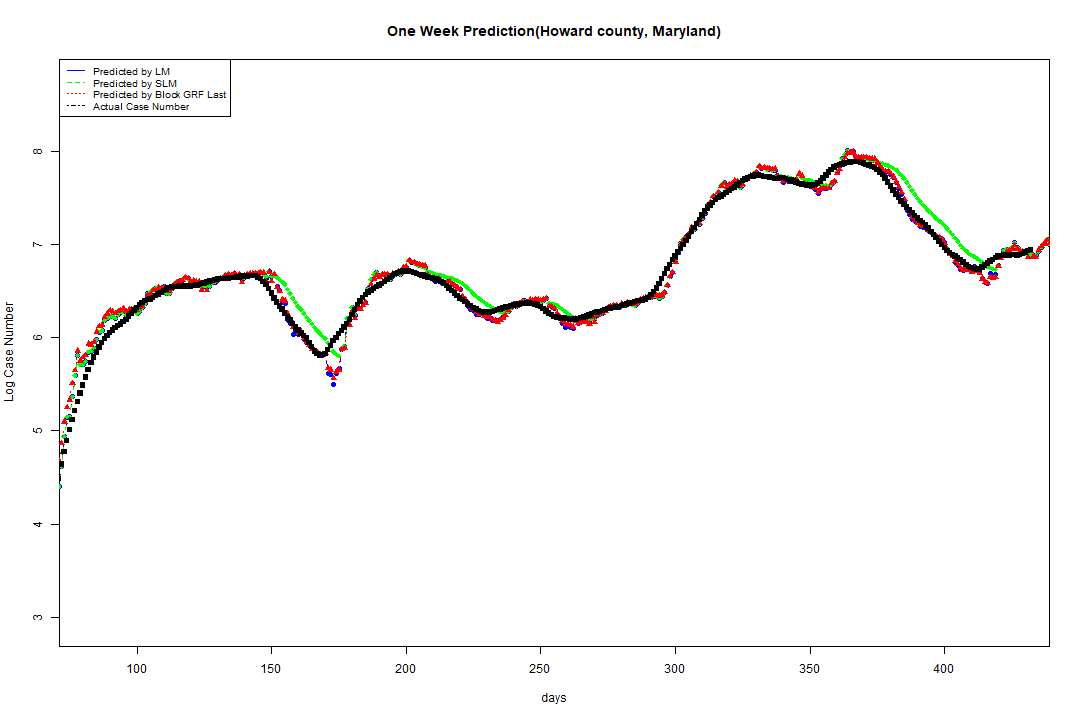 One Week Prediction(Howard county, Maryland)
Predicted by LM
Predicted by SLM
Predicted by Block GRF Last
Actual Case Number
Log Case Number
8
7
6
5
4
3
100 150 200 250 300 350 400
days